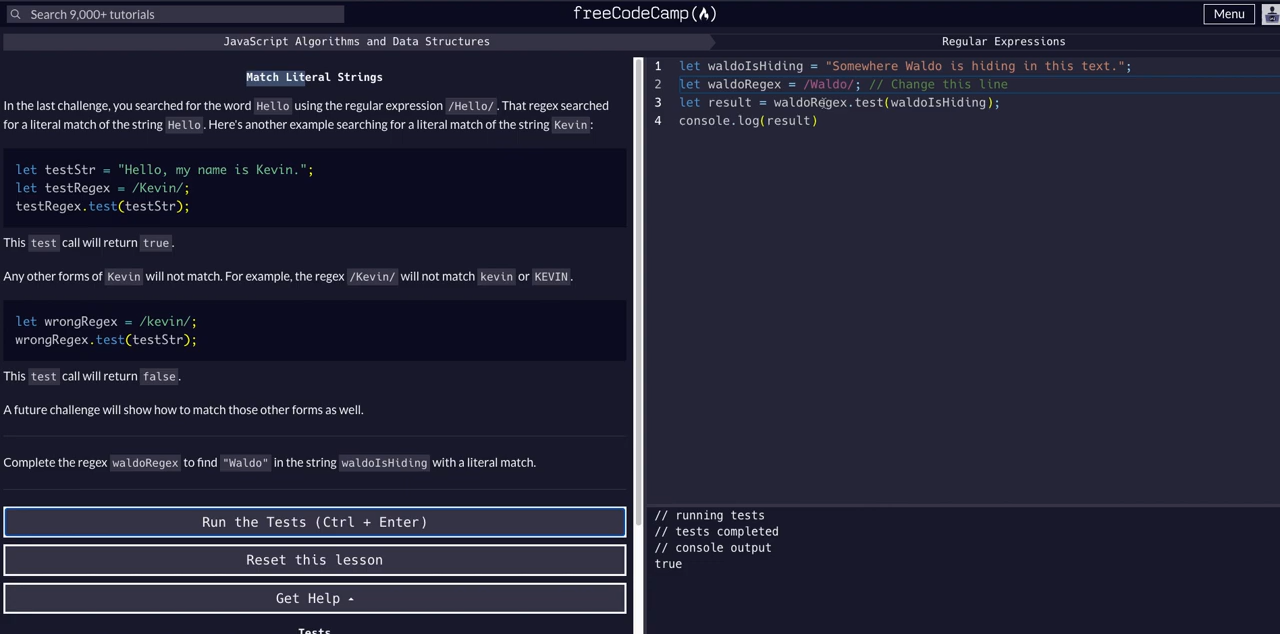 Search 9,000+ tutorials
freeCodeCamp
Menu
JavaScript Algorithms and Data Structures
Regular Expressions
Match Literal Strings
In the last challenge, you searched for the word Hello using the regular expression /Hello/. That regex searched
for a literal match of the string Hello. Here's another example searching for a literal match of the string Kevin:
let testStr = "Hello, my name is Kevin.";
let testRegex = /Kevin/;
testRegex.test(testStr);
This test call will return true.
Any other forms of Kevin will not match. For example, the regex /Kevin/ will not match kevin or KEVIN.
let wrongRegex = /kevin/;
wrongRegex.test(testStr);
This test call will return false.
A future challenge will show how to match those other forms as well.
Complete the regex waldoRegex to find "Waldo" in the string waldoIsHiding with a literal match.
Run the Tests (Ctrl + Enter)
Reset this lesson
Get Help
Tests
1 let waldoIsHiding = "Somewhere Waldo is hiding in this text.";
2 let waldoRegex = /Waldo/; // Change this line
3 let result = waldoRegex.test(waldoIsHiding);
4 console.log(result)
// running tests
// tests completed
// console output
true